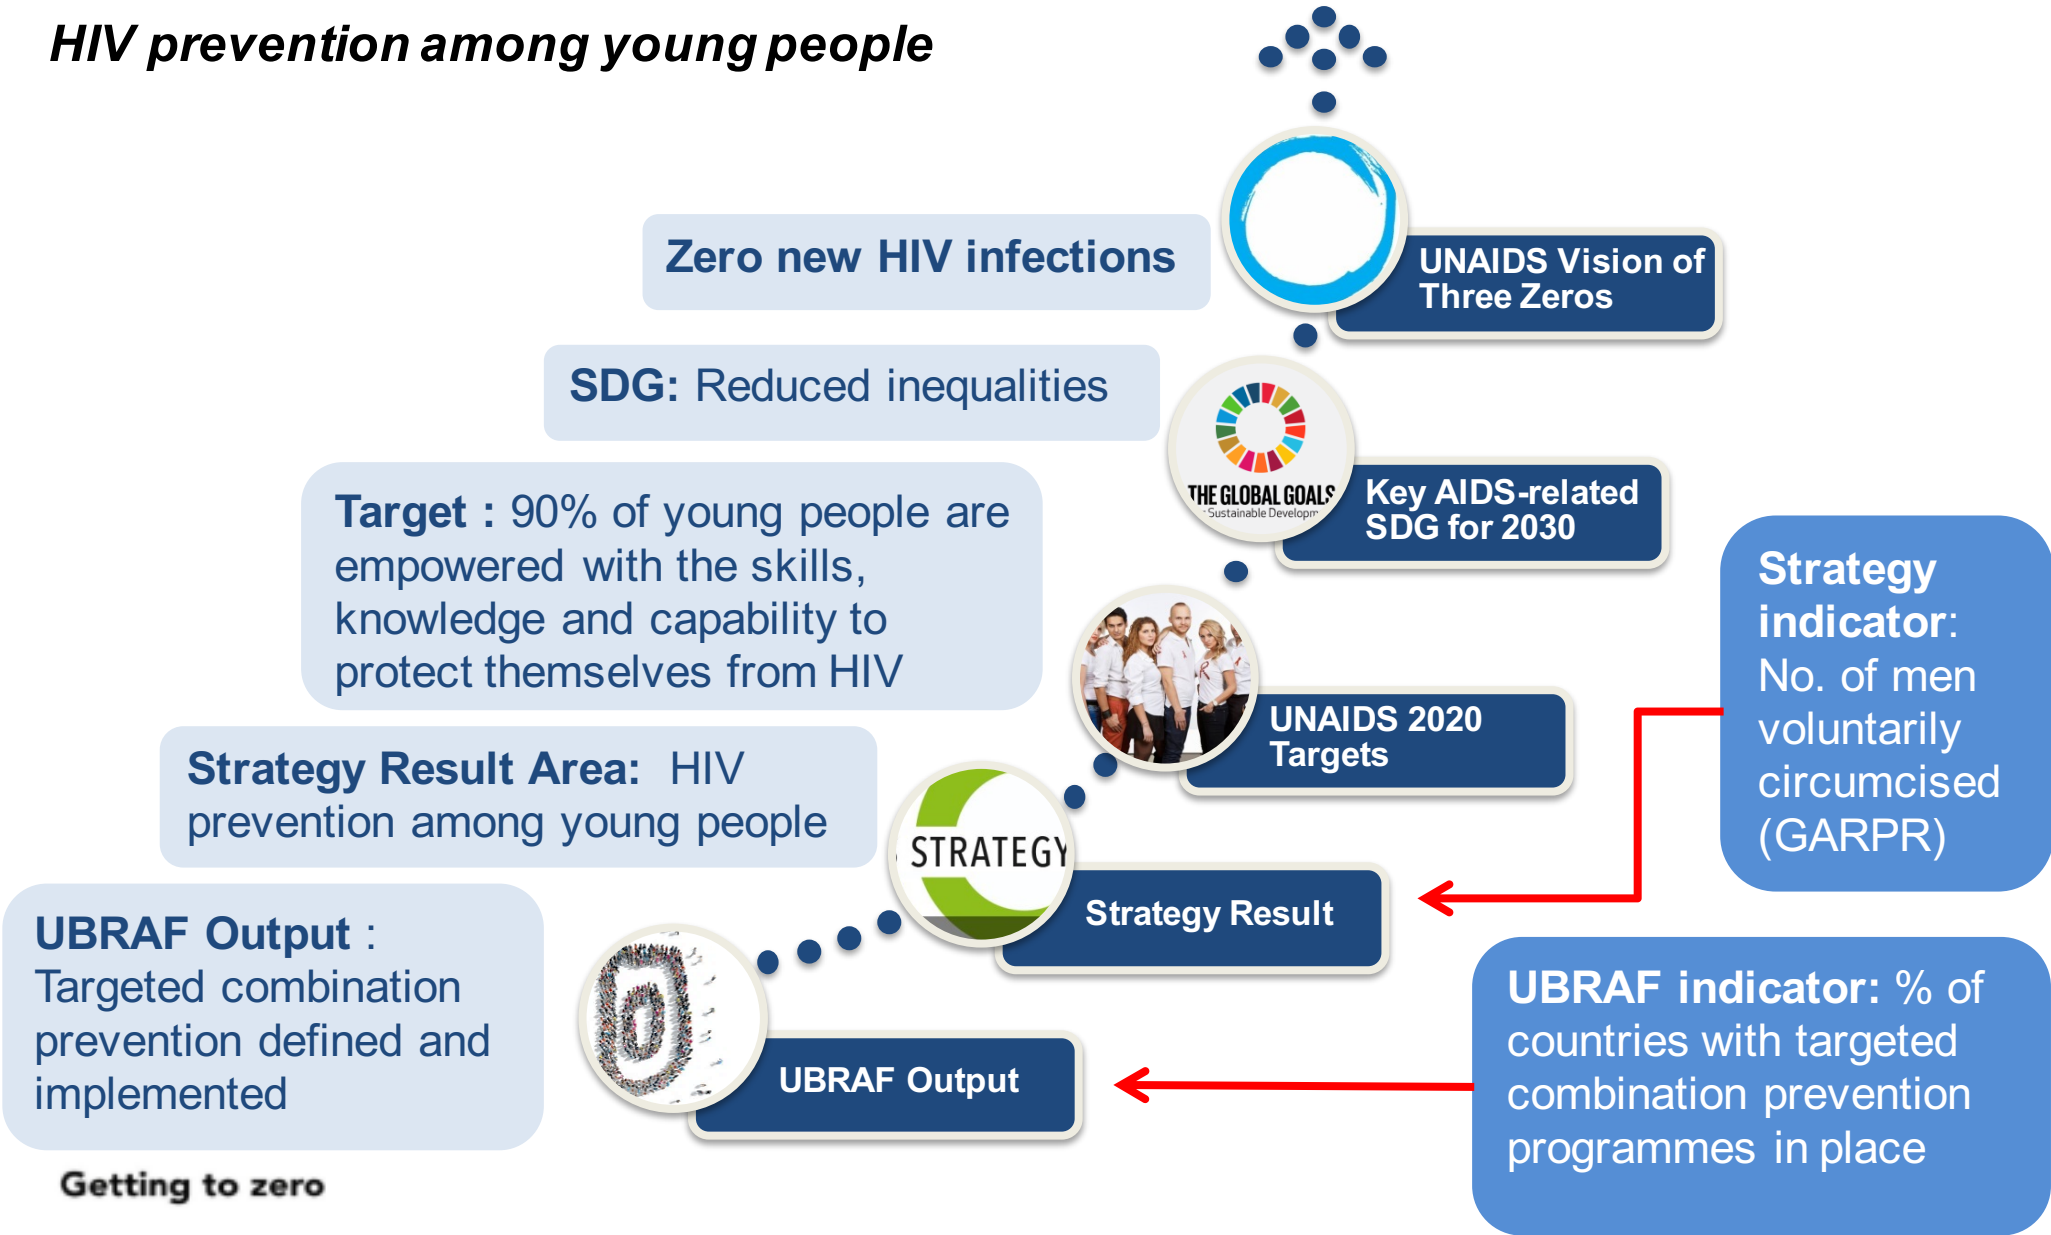 HIV prevention among young people
Zero new HIV infections
UNAIDS Vision of
Three Zeros
SDG: Reduced inequalities
THE GLOBAL GOALS
Sustainable
Key AIDS-related
SDG for 2030
Target : 90% of young people are
empowered with the skills,
knowledge and capability to
protect themselves from HIV
UNAIDS 2020
Targets
Strategy
indicator:
No. of men
voluntarily
circumcised
(GARPR)
Strategy Result Area: HIV
prevention among young people
STRATEGY
Strategy Result
UBRAF Output :
Targeted combination
prevention defined and
implemented
UBRAF Output
UBRAF indicator: % of
countries with targeted
combination prevention
programmes in place
Getting to zero